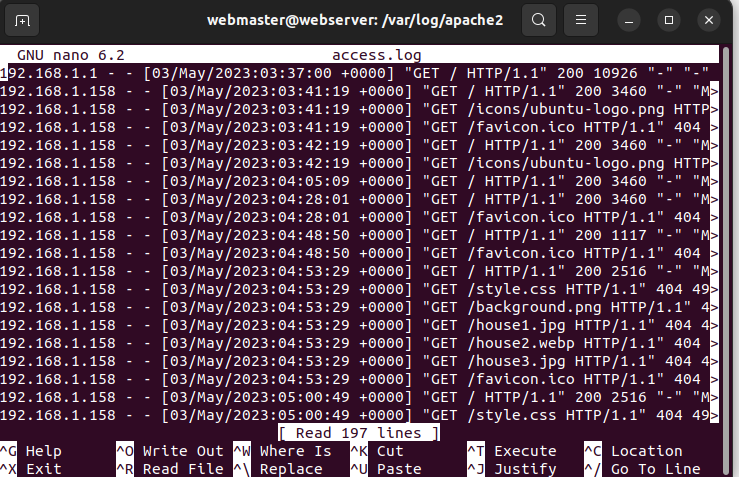 webmaster@webserver: /var/log/apache2
GNU nano 6.2 access.log
192.168.1.1 - - [03/May/2023:03:37:00 +0000] "GET / HTTP/1.1" 200 10926 "-" "-"
192.168.1.158 - - [03/May/2023:03:41:19 +0000] "GET / HTTP/1.1" 200 3460 "-" "M>
192.168.1.158 - - [03/May/2023:03:41:19 +0000] "GET /icons/ubuntu-logo.png HTTP>
192.168.1.158 - - [03/May/2023:03:41:19 +0000] "GET /favicon.ico HTTP/1.1" 404 >
192.168.1.158 - - [03/May/2023:03:42:19 +0000] "GET / HTTP/1.1" 200 3460 "-" "M>
192.168.1.158 - - [03/May/2023:03:42:19 +0000] "GET /icons/ubuntu-logo.png HTTP>
192.168.1.158 - - [03/May/2023:04:05:09 +0000] "GET / HTTP/1.1" 200 3460 "-" "M>
192.168.1.158 - - [03/May/2023:04:28:01 +0000] "GET / HTTP/1.1" 200 3460 "-" "M>
192.168.1.158 - - [03/May/2023:04:28:01 +0000] "GET /favicon.ico HTTP/1.1" 404 >
192.168.1.158 - - [03/May/2023:04:48:50 +0000] "GET / HTTP/1.1" 200 1117 "-" "M>
192.168.1.158 - - [03/May/2023:04:48:50 +0000] "GET /favicon.ico HTTP/1.1" 404 >
192.168.1.158 - - [03/May/2023:04:53:29 +0000] "GET / HTTP/1.1" 200 2516 "-" "M>
192.168.1.158 - - [03/May/2023:04:53:29 +0000] "GET /style.css HTTP/1.1" 404 49>
192.168.1.158 - - [03/May/2023:04:53:29 +0000] "GET /background.png HTTP/1.1" 4>
192.168.1.158 - - [03/May/2023:04:53:29 +0000] "GET /house1.jpg HTTP/1.1" 404 4>
192.168.1.158 - - [03/May/2023:04:53:29 +0000] "GET /house2.webp HTTP/1.1" 404 >
192.168.1.158 - - [03/May/2023:04:53:29 +0000] "GET /house3.jpg HTTP/1.1" 404 4>
192.168.1.158 - - [03/May/2023:04:53:29 +0000] "GET /favicon.ico HTTP/1.1" 404 >
192.168.1.158 - - [03/May/2023:05:00:49 +0000] "GET / HTTP/1.1" 200 2516 "-" "M>
192.168.1.158 - - [03/May/2023:05:00:49 +0000] "GET /style.css HTTP/1.1" 404 49>
[ Read 197 lines ]
^G Help ^O Write Out ^W Where Is ^K Cut ^T Execute ^C Location
^X Exit ^R Read File ^\ Replace ^U Paste ^J Justify ^/ Go To Line